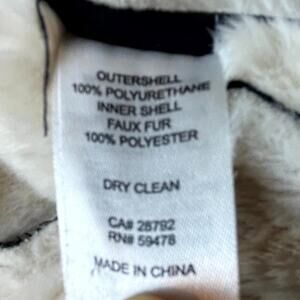 OUTERSHELL
100% POLYURETHANE
INNER SHELL
FAUX FUR
100% POLYESTER
DRY CLEAN
CA# 28792
RN# 59478
MADE IN CHINA